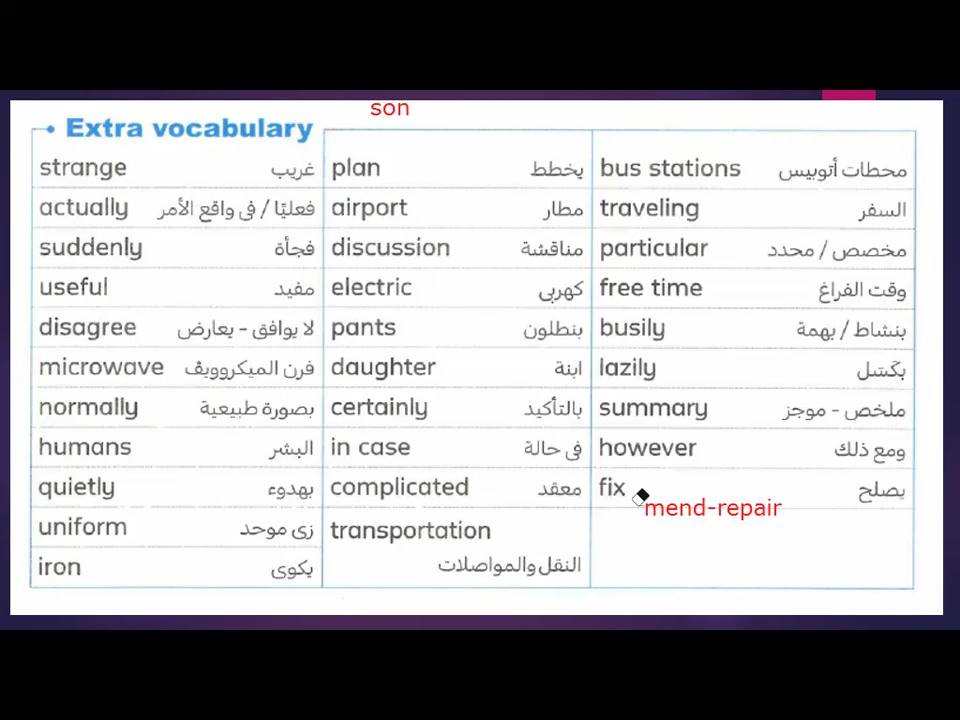 son
• Extra vocabulary
strange غريب
actually فعليًا / فى واقع الأمر
suddenly فجأة
useful مفيد
disagree لا يوافق - يعارض
microwave فرن الميكروويڤ
normally بصورة طبيعية
humans البشر
quietly بهدوء
uniform زى موحد
iron يكوى
plan يخطط
airport مطار
discussion مناقشة
electric كهربى
pants بنطلون
daughter ابنة
certainly بالتأكيد
in case فى حالة
complicated معقد
transportation
النقل والمواصلات
bus stations محطات أتوبيس
traveling السفر
particular مخصص / محدد
free time وقت الفراغ
busily بنشاط / بهمة
lazily بكَسَل
summary ملخص - موجز
however ومع ذلك
fix يصلح
mend-repair